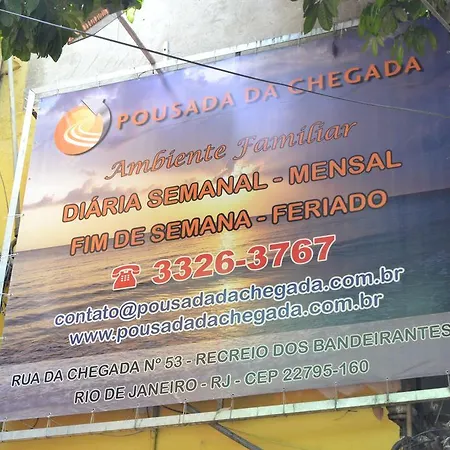 POUSADA DA CHEGADA
Ambiente Familiar
DIÁRIA SEMANAL - MENSAL
FIM DE SEMANA - FERIADO
☎ 3326-3767
contato@pousadadachegada.com.br
www.pousadadachegada.com.br
RUA DA CHEGADA Nº 53 - RECREIO DOS BANDEIRANTES
RIO DE JANEIRO - RJ - CEP 22795-160